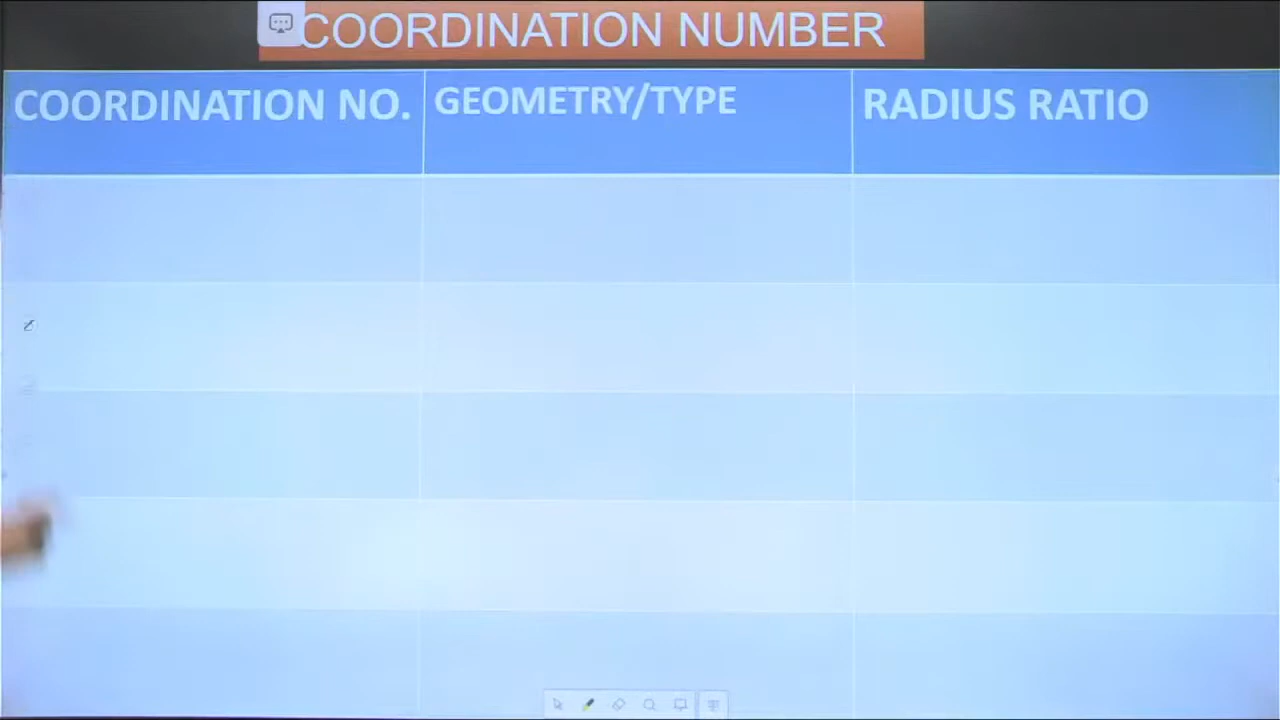 COORDINATION NUMBER
COORDINATION NO.
GEOMETRY/TYPE
RADIUS RATIO